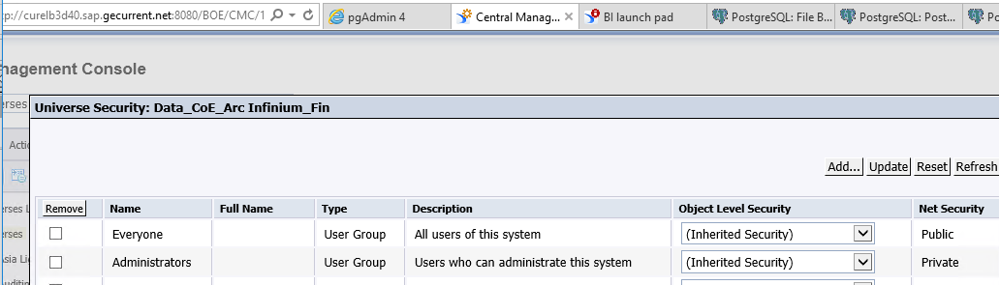 tp://curelb3d40.sap.gecurrent.net:8080/BOE/CMC/1
pgAdmin 4
Central Manag...
BI launch pad
PostgreSQL: File B...
PostgreSQL: Post...
Po
nagement Console
erses
Universe Security: Data_CoE_Arc Infinium_Fin
Actio
Add... Update Reset Refresh
Remove Name Full Name Type Description Object Level Security Net Security
erses L
Everyone User Group All users of this system (Inherited Security) Public
erses
Administrators User Group Users who can administrate this system (Inherited Security) Private
Asia Li